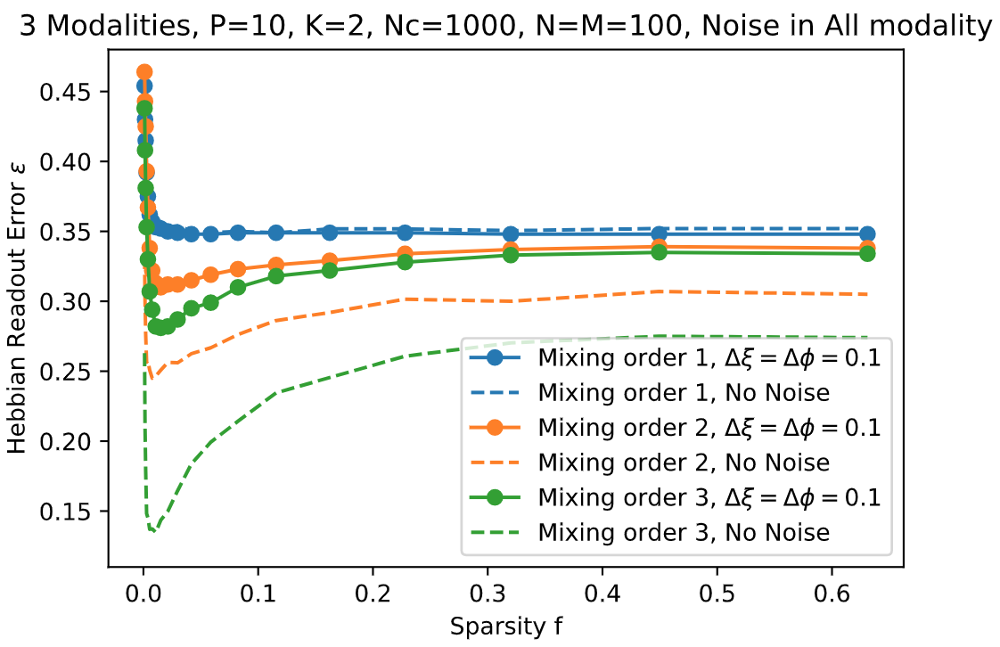 3 Modalities, P=10, K=2, Nc=1000, N=M=100, Noise in All modality
Hebbian Readout Error ε
0.45
0.40
0.35
0.30
0.25
0.20
0.15
Mixing order 1, Δξ = Δϕ = 0.1
Mixing order 1, No Noise
Mixing order 2, Δξ = Δϕ = 0.1
Mixing order 2, No Noise
Mixing order 3, Δξ = Δϕ = 0.1
Mixing order 3, No Noise
0.0 0.1 0.2 0.3 0.4 0.5 0.6
Sparsity f